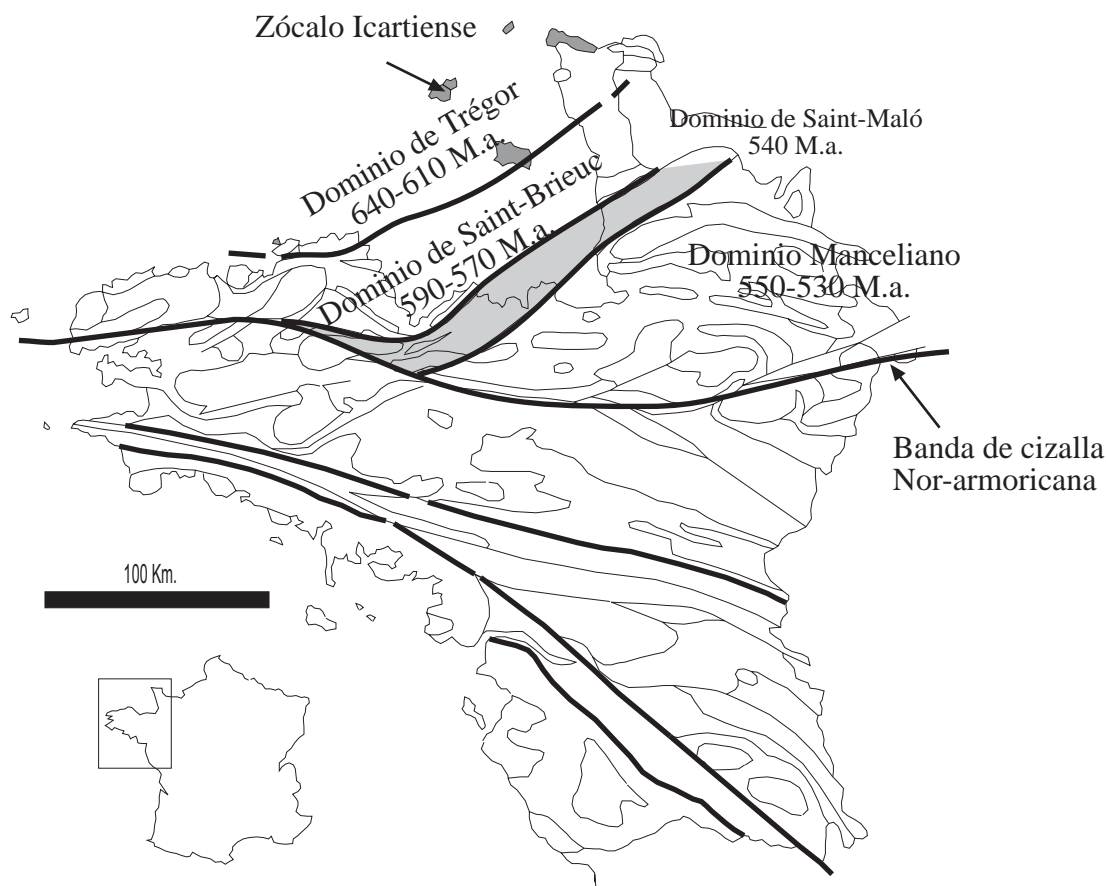 Zócalo Icartiense
Dominio de Trégor
640-610 M.a.
Dominio de Saint-Maló
540 M.a.
Dominio de Saint-Brieuc
590-570 M.a.
Dominio Manceliano
550-530 M.a.
Banda de cizalla
Nor-armoricana
100 Km.